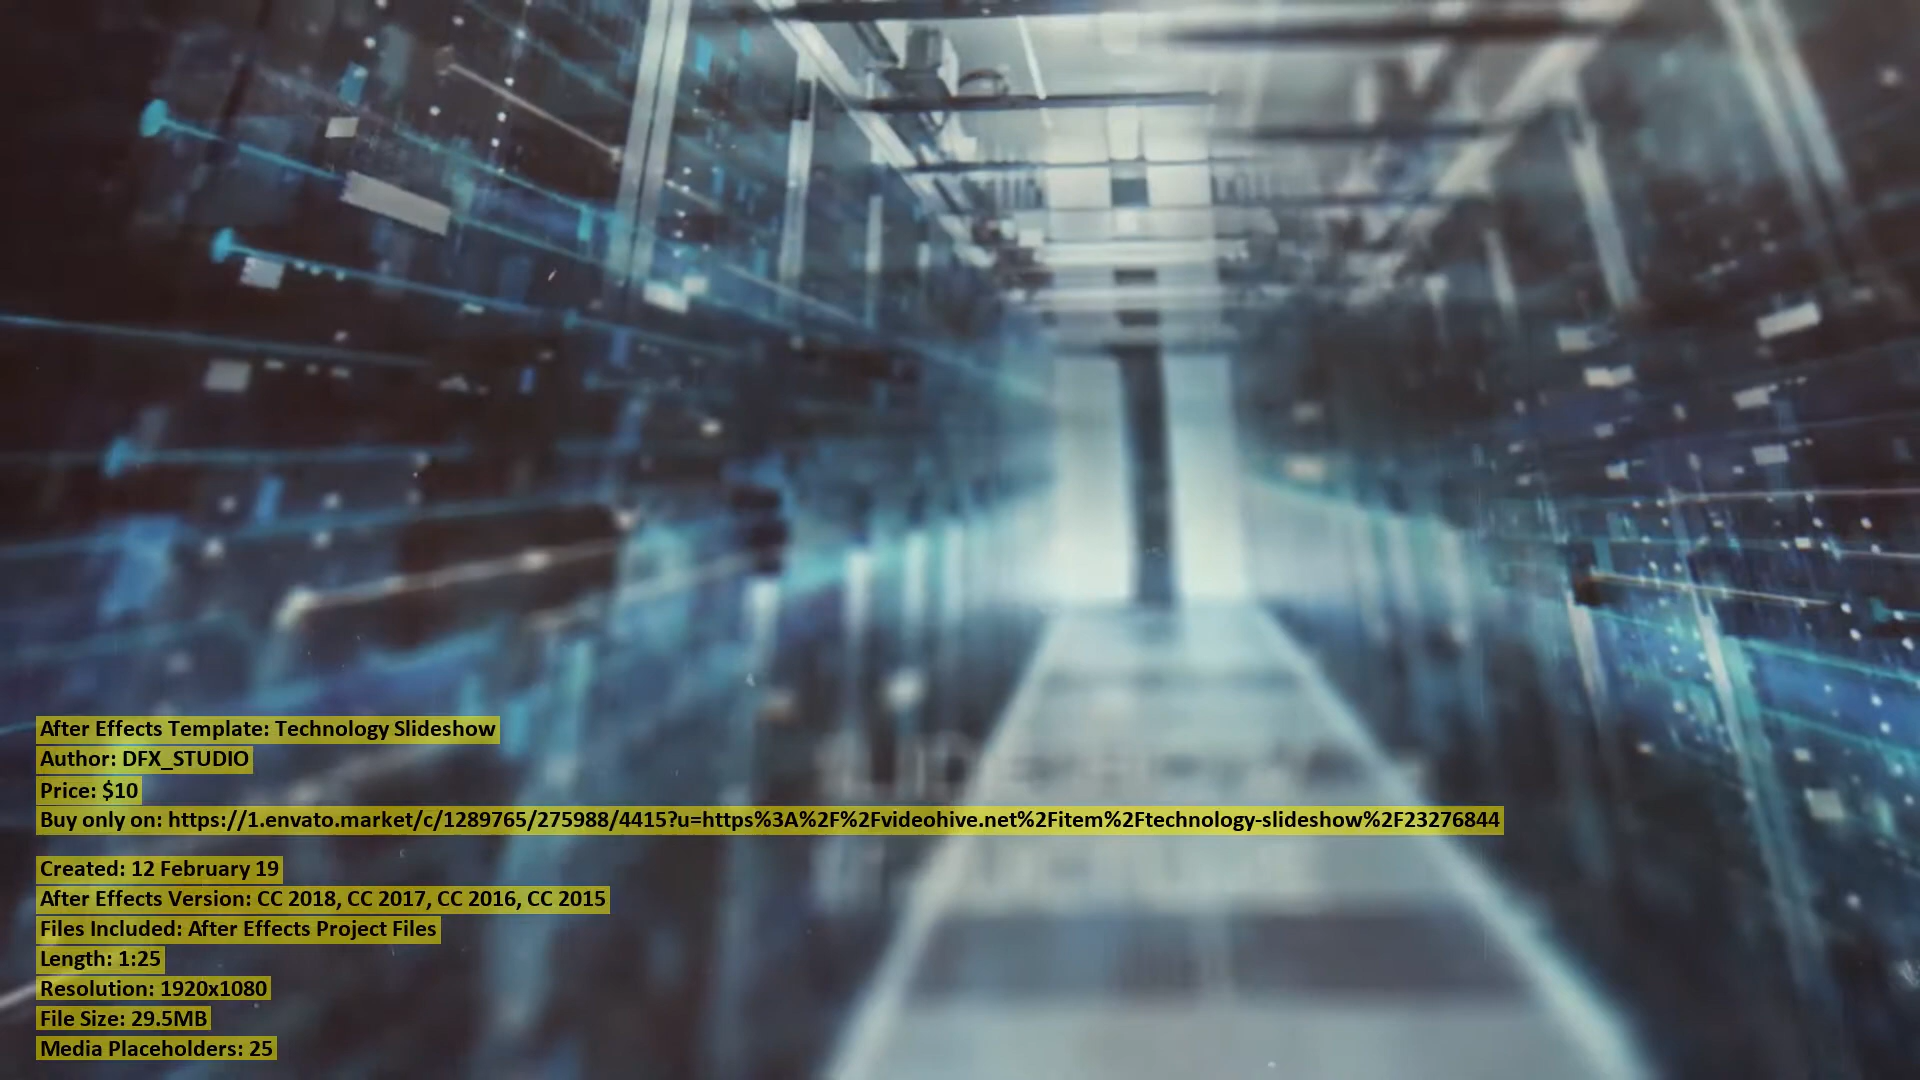 After Effects Template: Technology Slideshow
Author: DFX_STUDIO
Price: $10
Buy only on: https://1.envato.market/c/1289765/275988/4415?u=https%3A%2F%2Fvideohive.net%2Fitem%2Ftechnology-slideshow%2F23276844
Created: 12 February 19
After Effects Version: CC 2018, CC 2017, CC 2016, CC 2015
Files Included: After Effects Project Files
Length: 1:25
Resolution: 1920x1080
File Size: 29.5MB
Media Placeholders: 25